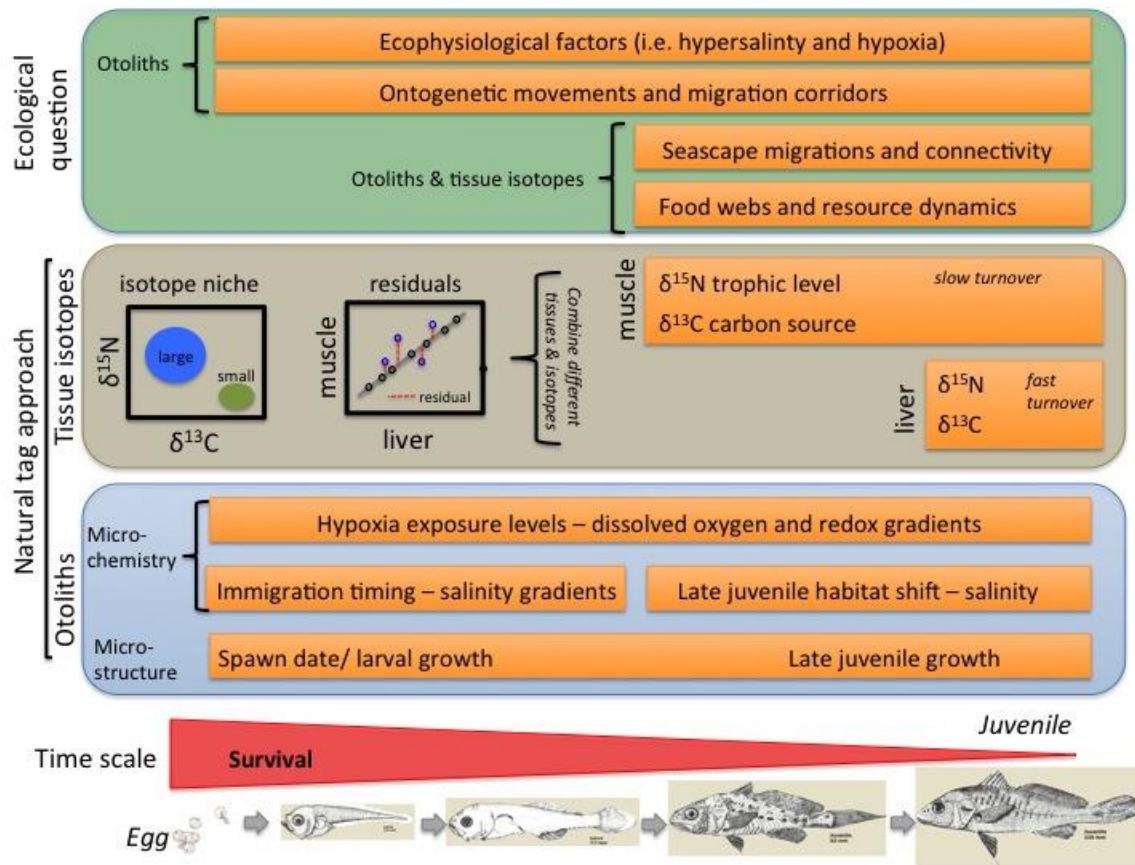 Ecological
question
Otoliths
Ecophysiological factors (i.e. hypersalinty and hypoxia)
Ontogenetic movements and migration corridors
Otoliths & tissue isotopes
Seascape migrations and connectivity
Food webs and resource dynamics
Natural tag approach
Tissue isotopes
isotope niche
δ15N
large
small
δ13C
residuals
muscle
residual
liver
Combine different
tissues & isotopes
muscle
δ15N trophic level
slow turnover
δ13C carbon source
liver
δ15N
fast
turnover
δ13C
Otoliths
Micro-
chemistry
Hypoxia exposure levels – dissolved oxygen and redox gradients
Immigration timing – salinity gradients
Late juvenile habitat shift – salinity
Micro-
structure
Spawn date/ larval growth
Late juvenile growth
Time scale
Survival
Juvenile
Egg